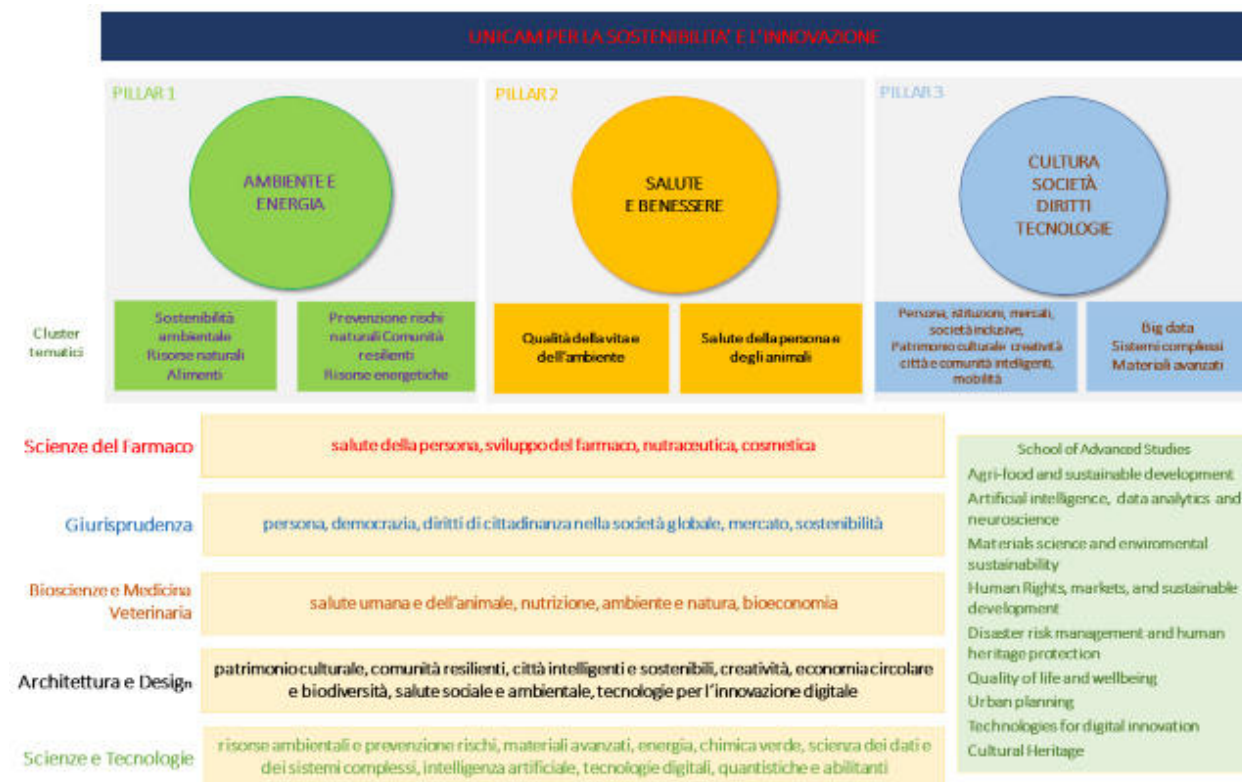 UNICAM PER LA SOSTENIBILITA' E L'INNOVAZIONE
PILLAR 1
PILLAR 2
PILLAR 3
AMBIENTE E
ENERGIA
SALUTE
E BENESSERE
CULTURA
SOCIETÀ
DIRITTI
TECNOLOGIE
Cluster
tematici
Sostenibilità
ambientale
Risorse naturali
Alimenti
Prevenzione rischi
naturali Comunità
resilienti
Risorse energetiche
Qualità della vita e
dell'ambiente
Salute della persona e
degli animali
Persona, istituzioni, mercati,
società inclusive,
Patrimonio culturale creatività
città e comunità intelligenti,
mobilità
Big data
Sistemi complessi
Materiali avanzati
Scienze del Farmaco
salute della persona, sviluppo del farmaco, nutraceutica, cosmetica
Giurisprudenza
persona, democrazia, diritti di cittadinanza nella società globale, mercato, sostenibilità
Bioscienze e Medicina
Veterinaria
salute umana e dell'animale, nutrizione, ambiente e natura, bioeconomia
Architettura e Design
patrimonio culturale, comunità resilienti, città intelligenti e sostenibili, creatività, economia circolare
e biodiversità, salute sociale e ambientale, tecnologie per l'innovazione digitale
Scienze e Tecnologie
risorse ambientali e prevenzione rischi, materiali avanzati, energia, chimica verde, scienza dei dati e
dei sistemi complessi, intelligenza artificiale, tecnologie digitali, quantistiche e abilitanti
School of Advanced Studies
Agri-food and sustainable development
Artificial intelligence, data analytics and
neuroscience
Materials science and enviromental
sustainability
Human Rights, markets, and sustainable
development
Disaster risk management and human
heritage protection
Quality of life and wellbeing
Urban planning
Technologies for digital innovation
Cultural Heritage